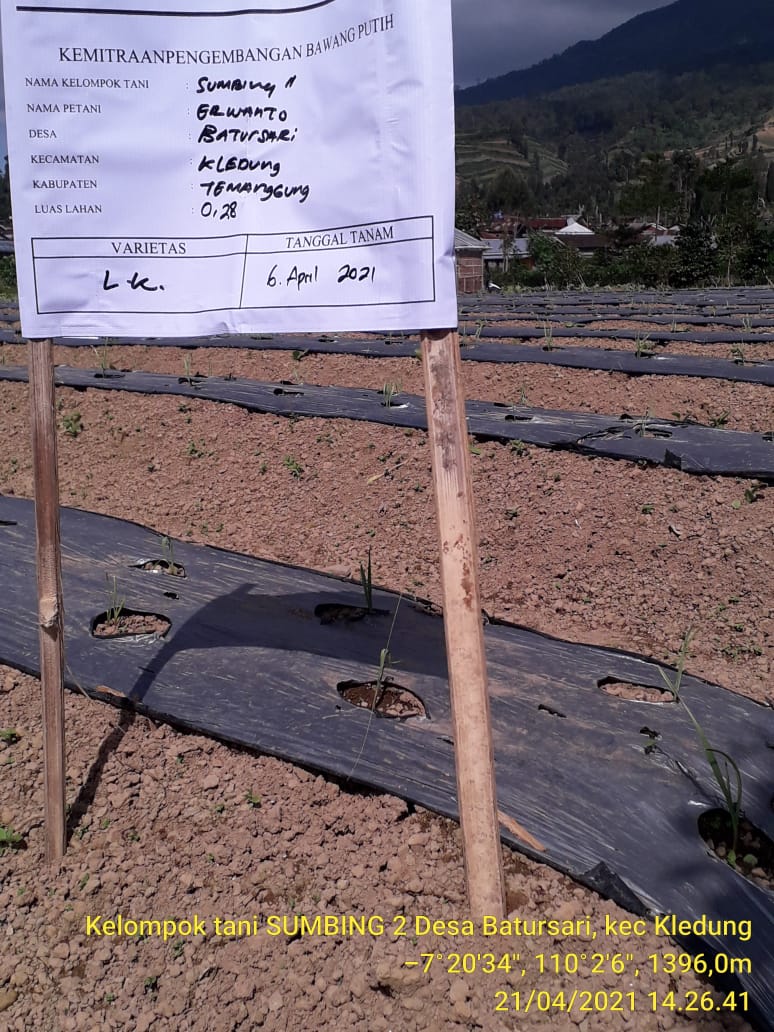 KEMITRAANPENGEMBANGAN BAWANG PUTIH
NAMA KELOMPOK TANI : SUMBING II
NAMA PETANI : ERWANTO
DESA : BATURSARI
KECAMATAN : KLEDUNG
KABUPATEN : TEMANGGUNG
LUAS LAHAN : 0,28
VARIETAS TANGGAL TANAM
L.K. 6. April 2021
Kelompok tani SUMBING 2 Desa Batursari, kec Kledung
−7°20'34", 110°2'6", 1396,0m
21/04/2021 14.26.41